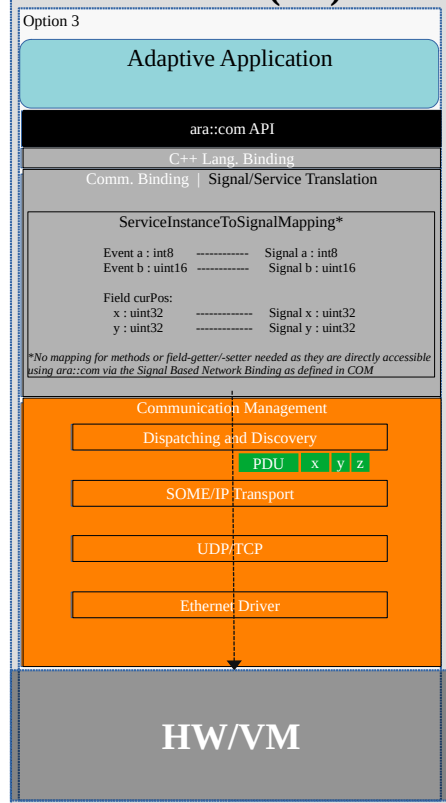 Option 3
Adaptive Application
ara::com API
C++ Lang. Binding
Comm. Binding | Signal/Service Translation
ServiceInstanceToSignalMapping*
Event a : int8 ------------ Signal a : int8
Event b : uint16 ------------ Signal b : uint16
Field curPos:
x : uint32 ------------- Signal x : uint32
y : uint32 ------------- Signal y : uint32
*No mapping for methods or field-getter/-setter needed as they are directly accessible
using ara::com via the Signal Based Network Binding as defined in COM
Communication Management
Dispatching and Discovery
PDU x y z
SOME/IP Transport
UDP/TCP
Ethernet Driver
HW/VM